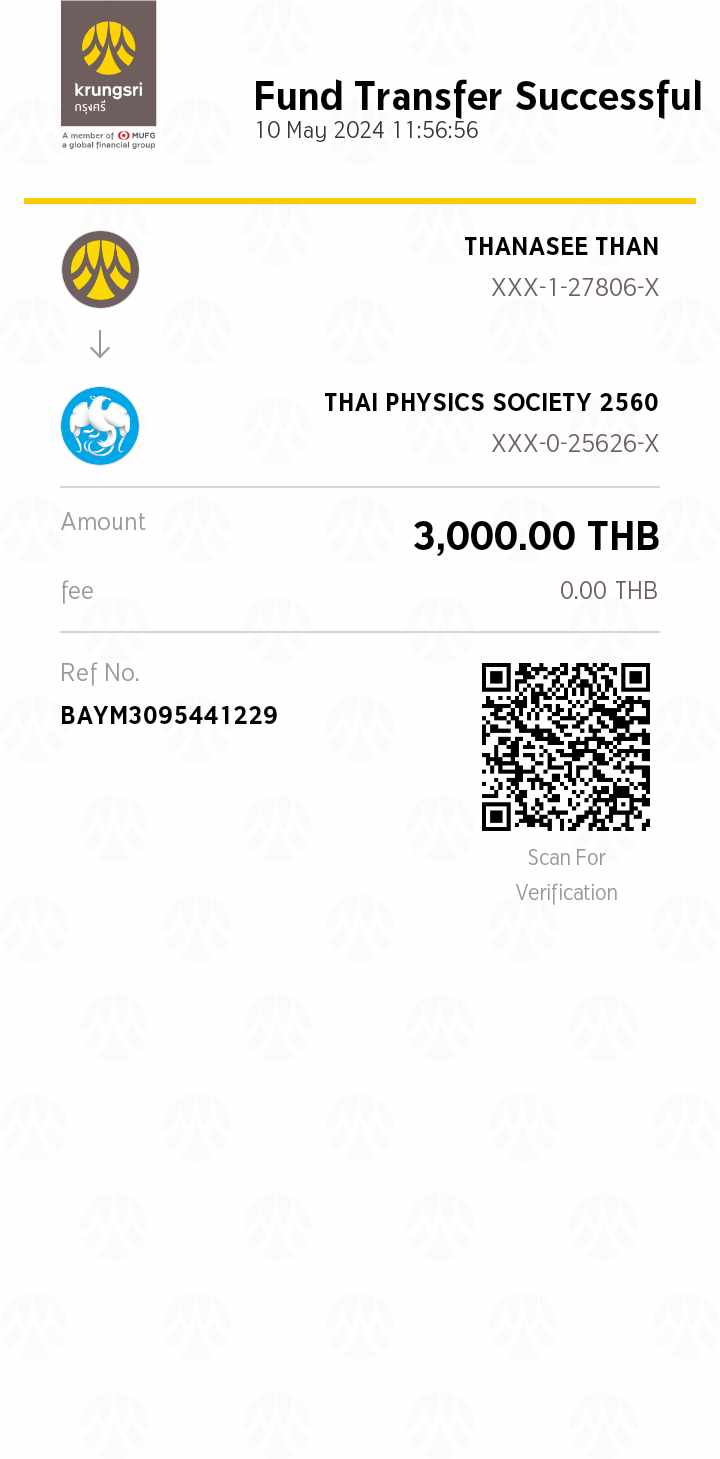 krungsri
กรุงศรี
A member of MUFG
a global financial group
Fund Transfer Successful
10 May 2024 11:56:56
THANASEE THAN
XXX-1-27806-X
THAI PHYSICS SOCIETY 2560
XXX-0-25626-X
Amount
3,000.00 THB
fee
0.00 THB
Ref No.
BAYM3095441229
Scan For
Verification